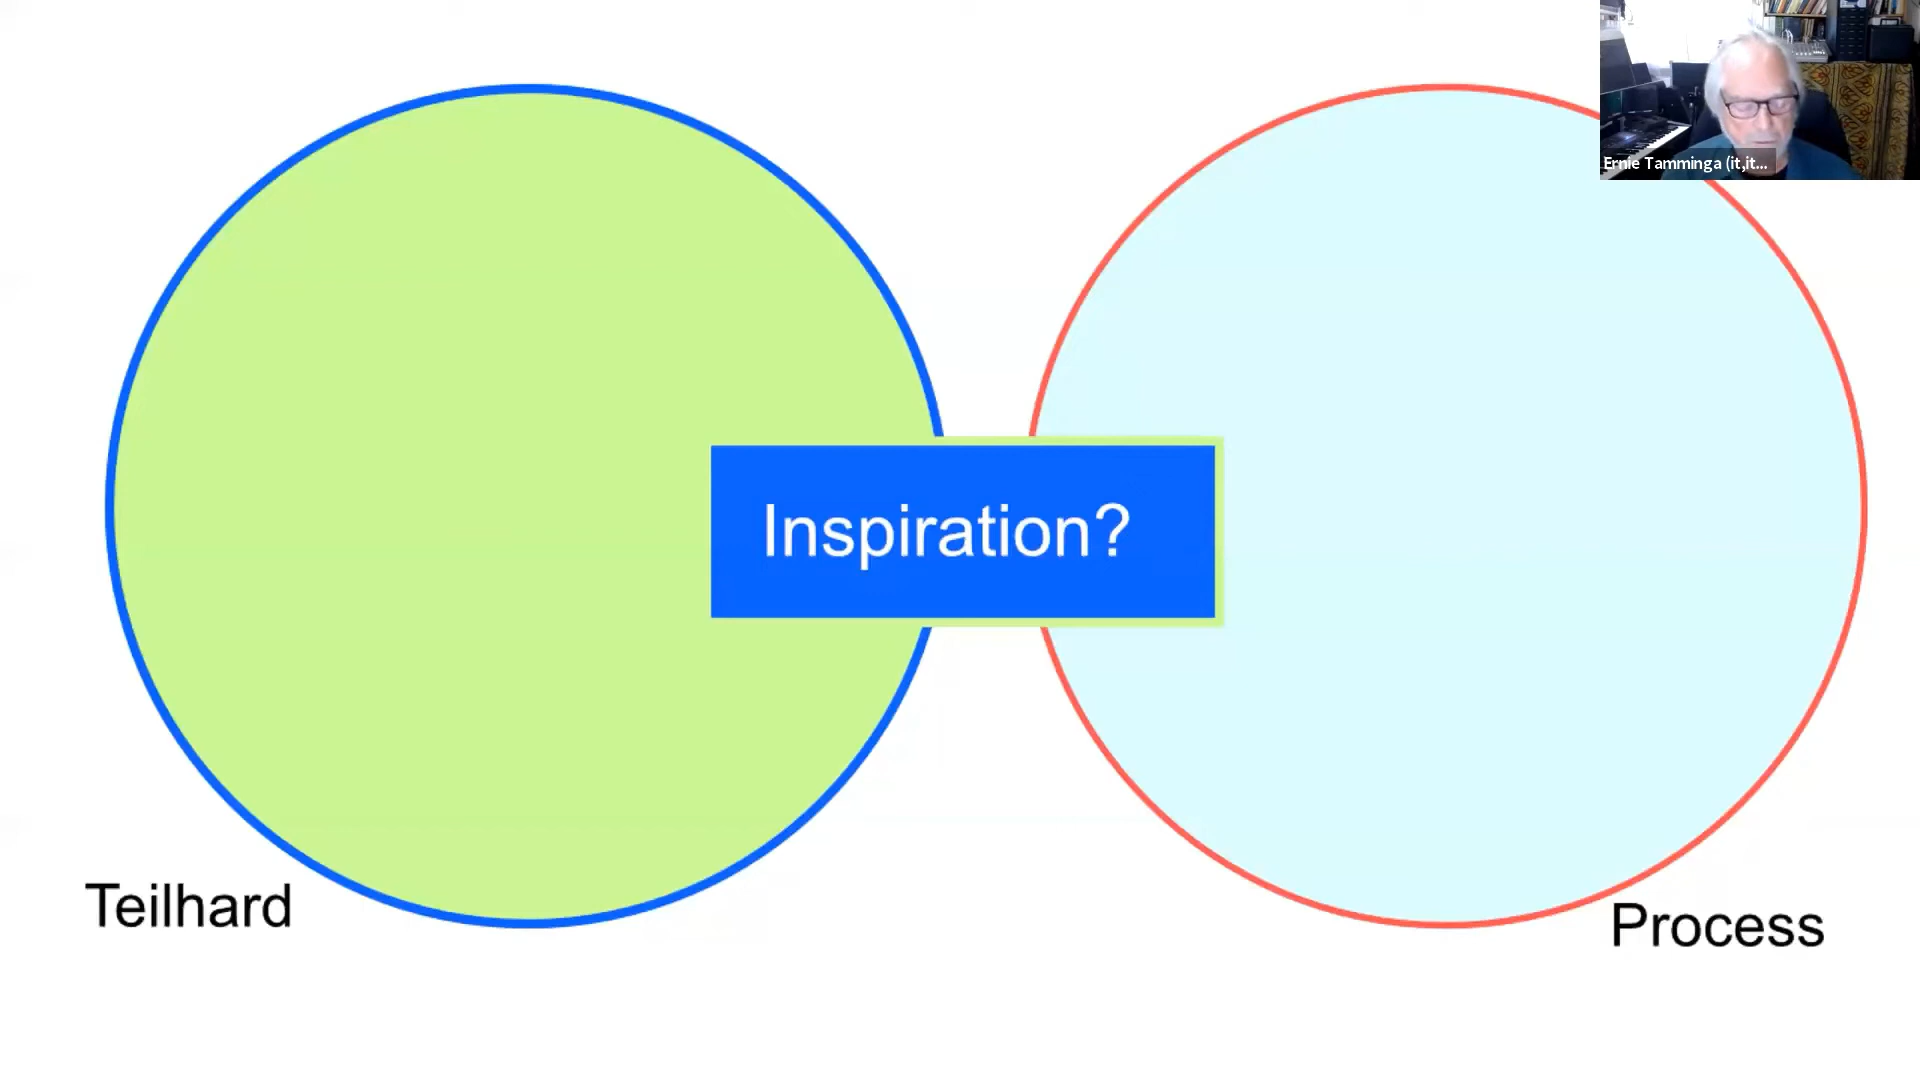 Ernie Tamminga (it,it...
Inspiration?
Teilhard
Process